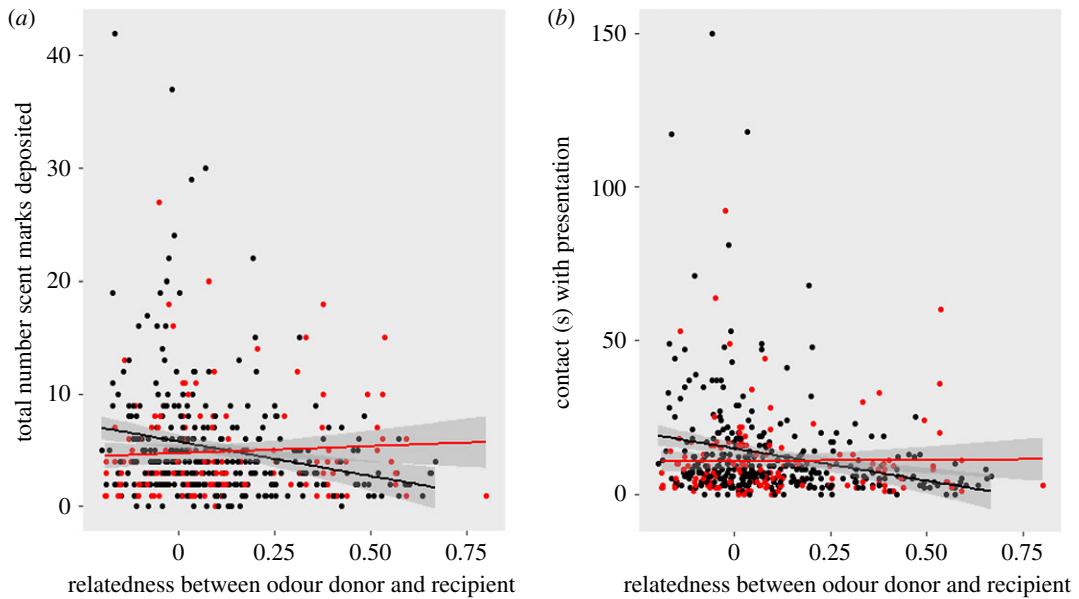 (a)
total number scent marks deposited
40
30
20
10
0
0
0.25
0.50
0.75
relatedness between odour donor and recipient
(b)
contact (s) with presentation
150
100
50
0
0
0.25
0.50
0.75
relatedness between odour donor and recipient